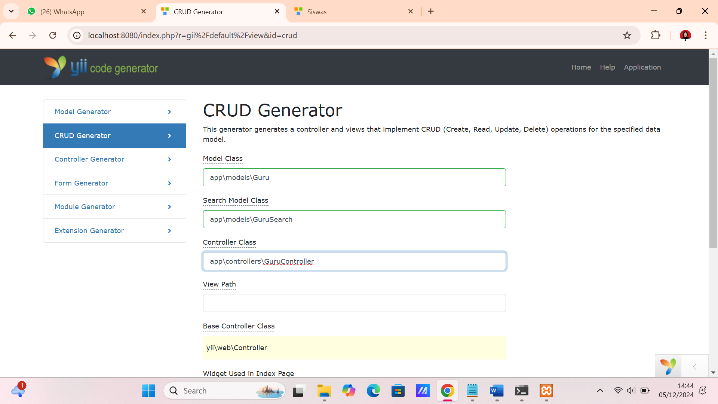 (26) WhatsApp
CRUD Generator
Siswas
localhost:8080/index.php?r=gii%2Fdefault%2Fview&id=crud
yii code generator
Home Help Application
Model Generator
CRUD Generator
Controller Generator
Form Generator
Module Generator
Extension Generator
CRUD Generator
This generator generates a controller and views that implement CRUD (Create, Read, Update, Delete) operations for the specified data
model.
Model Class
app\models\Guru
Search Model Class
app\models\GuruSearch
Controller Class
app\controllers\GuruController
View Path
Base Controller Class
yii\web\Controller
Widget Used in Index Page
1
Search
14:44
05/12/2024